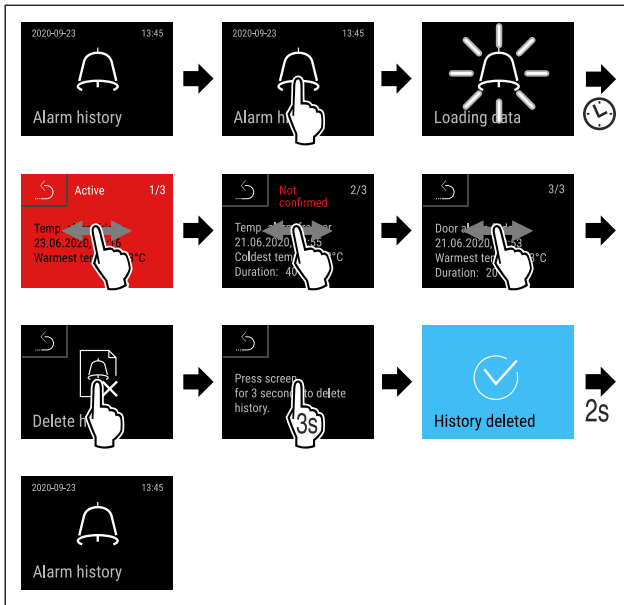 2020-09-23 13:45
Alarm history
2020-09-23 13:45
Alarm
Loading data
Active 1/3
Temp.
23.06.2020,
Warmest °C
Not 2/3
confirmed
Temp.
21.06.2020, 55
Coldest °C
Duration: 40
3/3
Door
21.06.2020,
Warmest °C
Duration: 20
Delete
Press screen
for 3 seconds to delete
history.
3s
History deleted
2s
2020-09-23 13:45
Alarm history